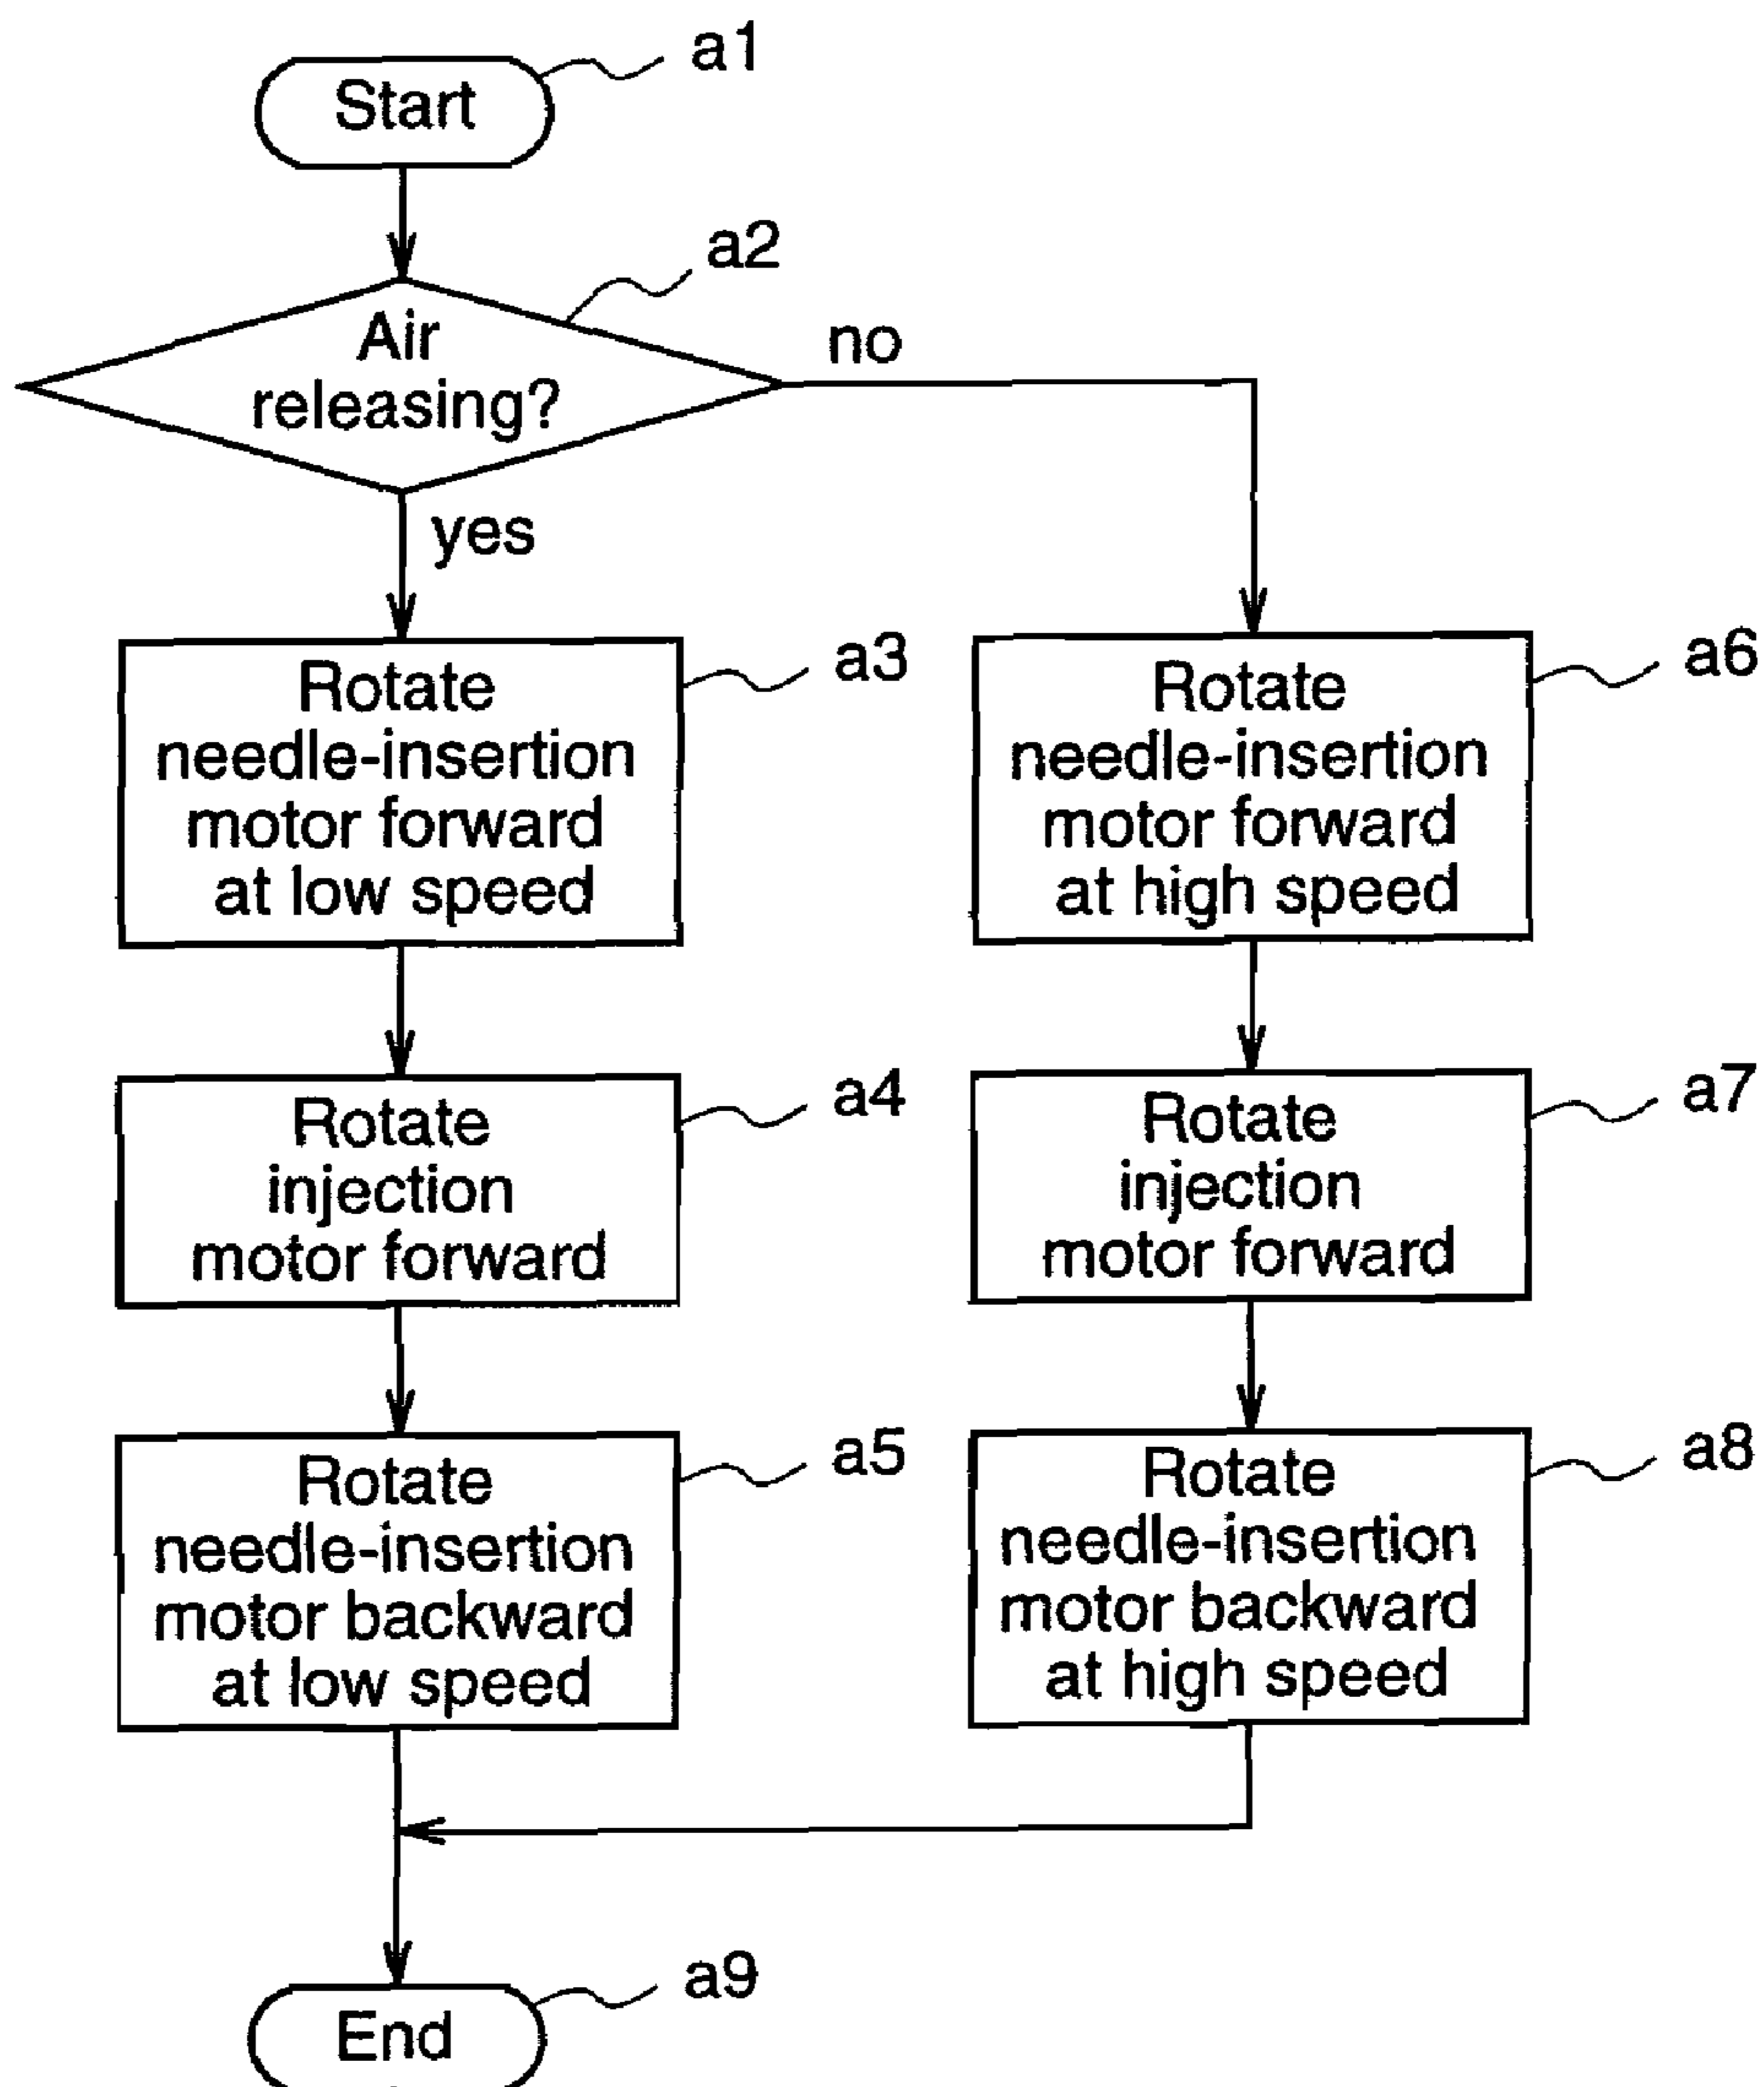 a1
Start
a2
Air
releasing?
no
yes
a3
Rotate
needle-insertion
motor forward
at low speed
a6
Rotate
needle-insertion
motor forward
at high speed
a4
Rotate
injection
motor forward
a7
Rotate
injection
motor forward
a5
Rotate
needle-insertion
motor backward
at low speed
a8
Rotate
needle-insertion
motor backward
at high speed
a9
End